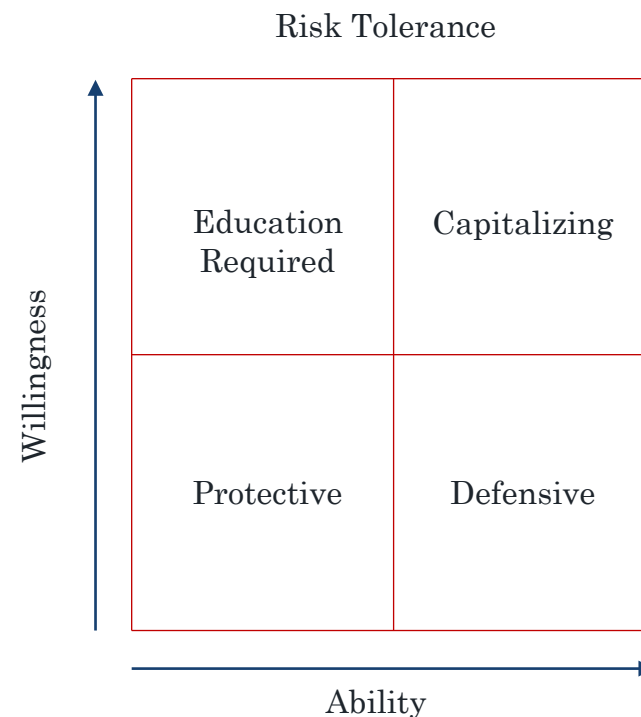 Risk Tolerance
Education
Required
Capitalizing
Willingness
Protective
Defensive
Ability